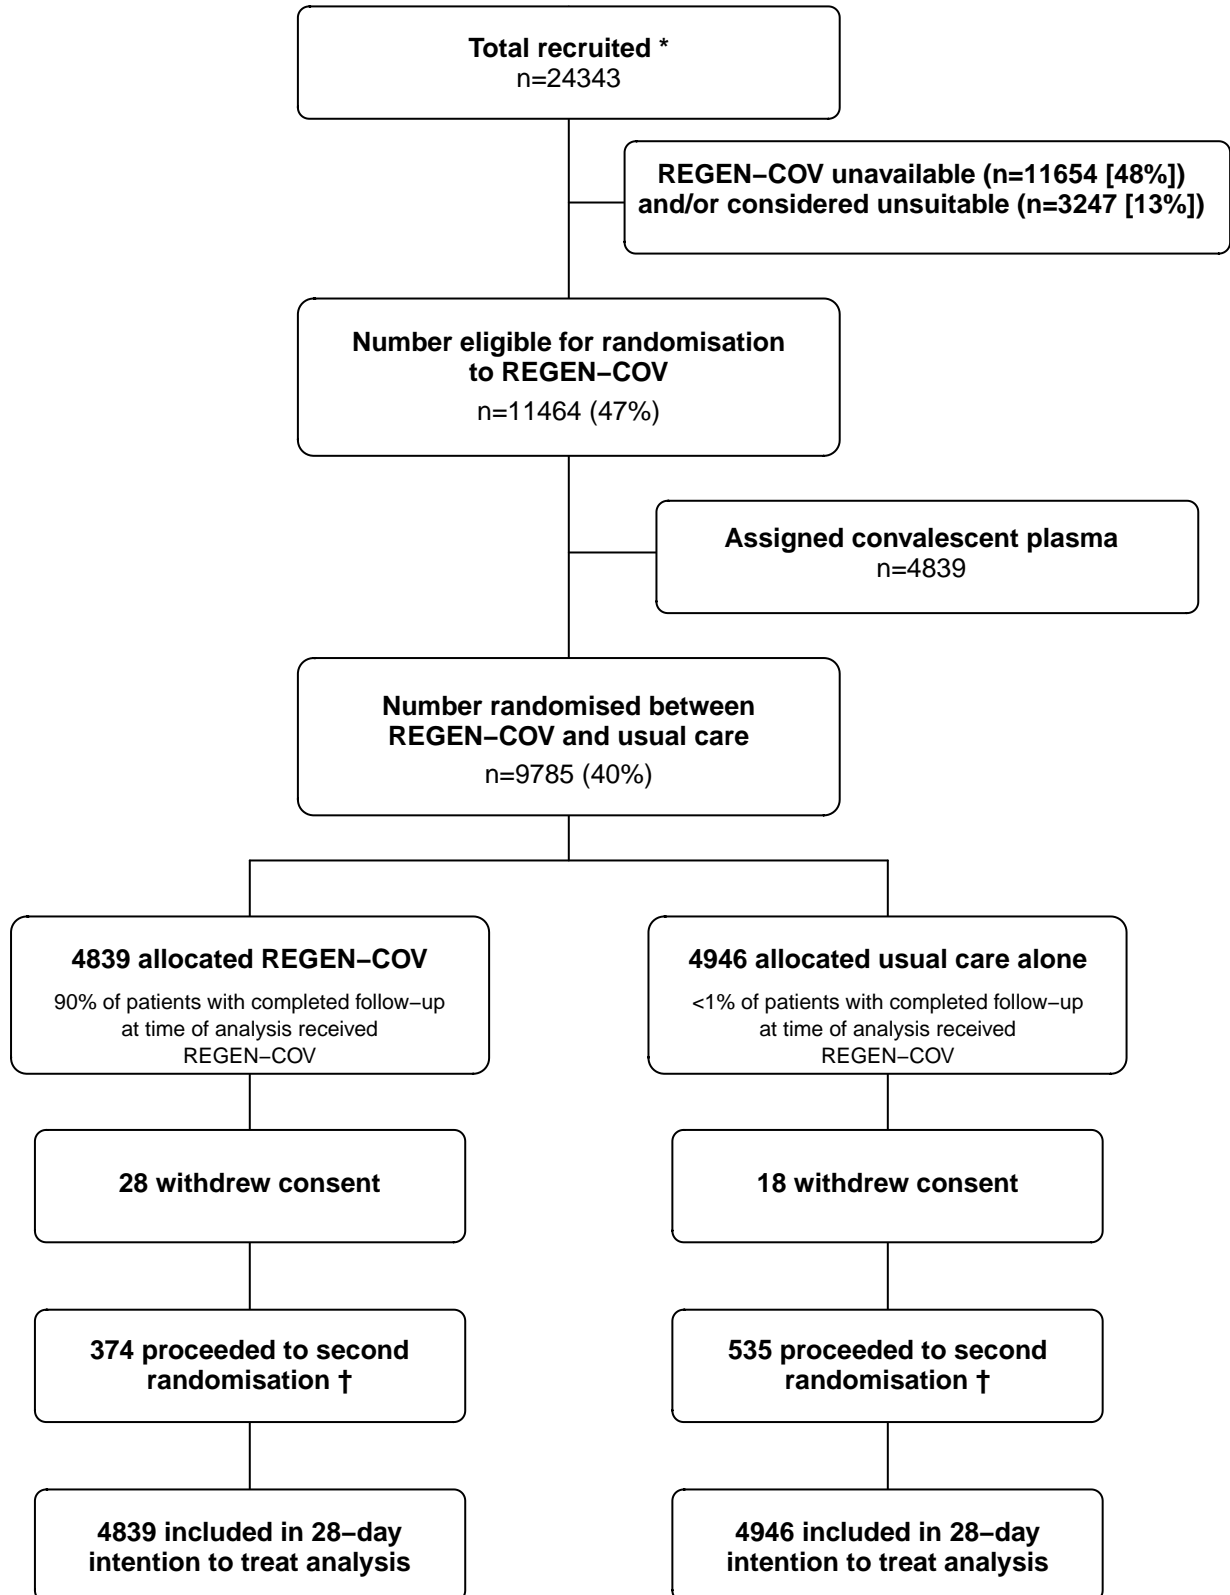 Total recruited *
n=24343
REGEN–COV unavailable (n=11654 [48%])
and/or considered unsuitable (n=3247 [13%])
Number eligible for randomisation
to REGEN–COV
n=11464 (47%)
Assigned convalescent plasma
n=4839
Number randomised between
REGEN–COV and usual care
n=9785 (40%)
4839 allocated REGEN–COV
90% of patients with completed follow–up
at time of analysis received
REGEN–COV
4946 allocated usual care alone
<1% of patients with completed follow–up
at time of analysis received
REGEN–COV
28 withdrew consent
18 withdrew consent
374 proceeded to second
randomisation †
535 proceeded to second
randomisation †
4839 included in 28–day
intention to treat analysis
4946 included in 28–day
intention to treat analysis